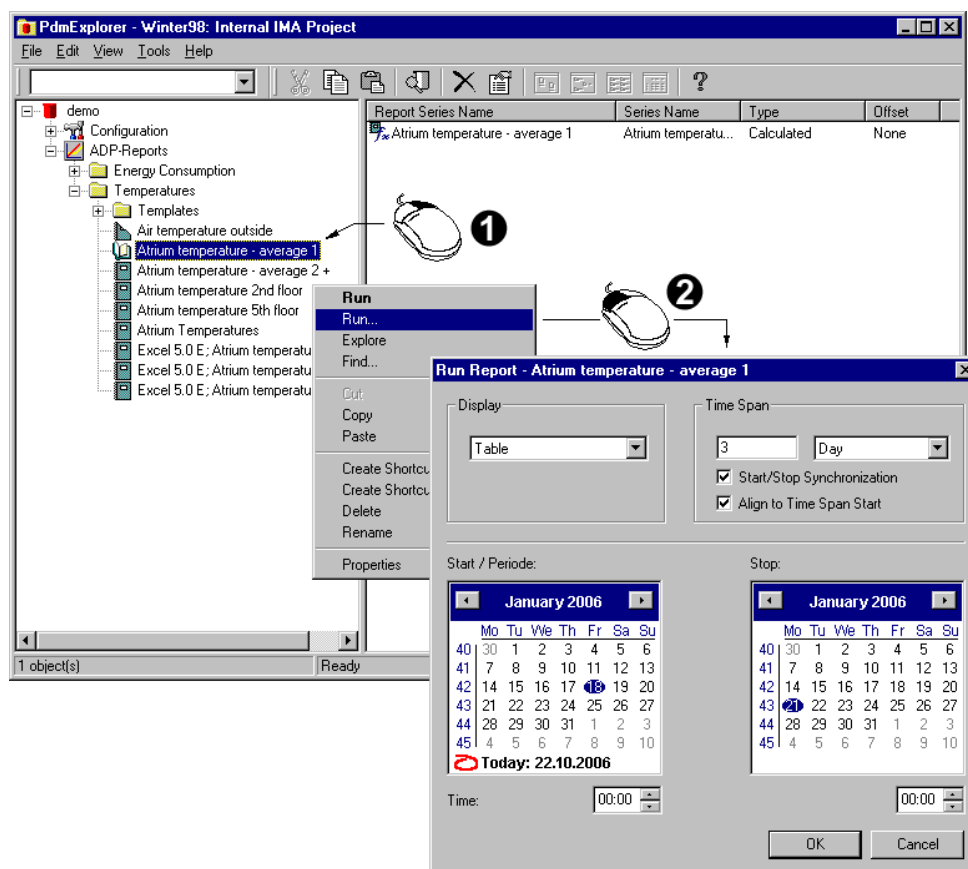 PdmExplorer - Winter98: Internal IMA Project
File Edit View Tools Help
demo
Configuration
ADP-Reports
Energy Consumption
Temperatures
Templates
Air temperature outside
Atrium temperature - average 1
Atrium temperature - average 2 +
Atrium temperature 2nd floor
Atrium temperature 5th floor
Atrium Temperatures
Excel 5.0 E; Atrium temperatu
Excel 5.0 E; Atrium temperatu
Excel 5.0 E; Atrium temperatu
1 object(s) Ready
Report Series Name Series Name Type Offset
Atrium temperature - average 1 Atrium temperatu... Calculated None
1
2
Run
Run...
Explore
Find...
Cut
Copy
Paste
Create Shortcu
Create Shortcu
Delete
Rename
Properties
Run Report - Atrium temperature - average 1
Display
Table
Time Span
3 Day
Start/Stop Synchronization
Align to Time Span Start
Start / Periode:
January 2006
Mo Tu We Th Fr Sa Su
40 30 1 2 3 4 5 6
41 7 8 9 10 11 12 13
42 14 15 16 17 18 19 20
43 21 22 23 24 25 26 27
44 28 29 30 31 1 2 3
45 4 5 6 7 8 9 10
Today: 22.10.2006
Time: 00:00
Stop:
January 2006
Mo Tu We Th Fr Sa Su
40 30 1 2 3 4 5 6
41 7 8 9 10 11 12 13
42 14 15 16 17 18 19 20
43 21 22 23 24 25 26 27
44 28 29 30 31 1 2 3
45 4 5 6 7 8 9 10
00:00
OK Cancel